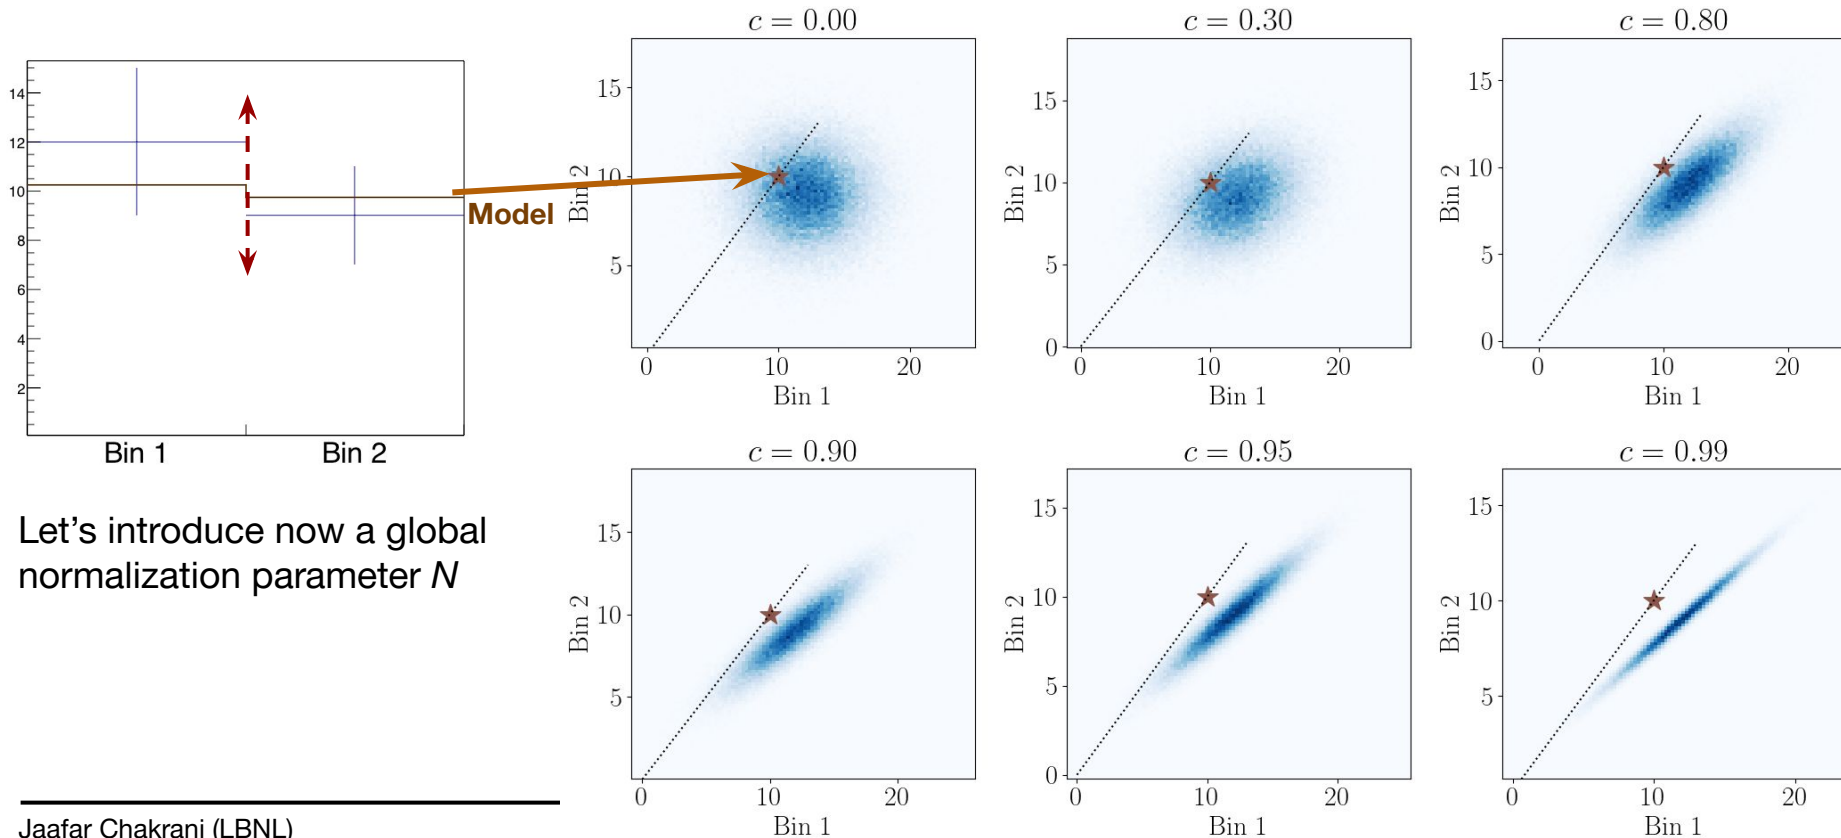 14
12
10
8
6
4
2
Bin 1
Bin 2
Model
c = 0.00
15
10
5
Bin 2
0
10
20
Bin 1
c = 0.30
15
10
5
0
Bin 2
0
10
20
Bin 1
c = 0.80
15
10
5
0
Bin 2
0
10
20
Bin 1
Let's introduce now a global
normalization parameter N
c = 0.90
15
10
5
Bin 2
0
10
20
Bin 1
c = 0.95
15
10
5
0
Bin 2
0
10
20
Bin 1
c = 0.99
15
10
5
Bin 2
0
10
20
Bin 1
Jaafar Chakrani (LBNL)